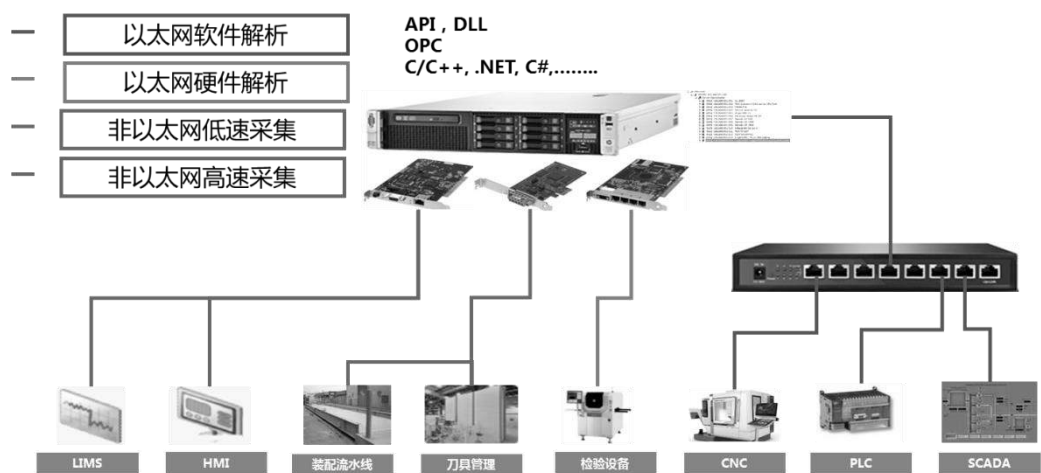 以太网软件解析
以太网硬件解析
非以太网低速采集
非以太网高速采集
API , DLL
OPC
C/C++, .NET, C#,........
LIMS
HMI
装配流水线
刀具管理
检验设备
CNC
PLC
SCADA